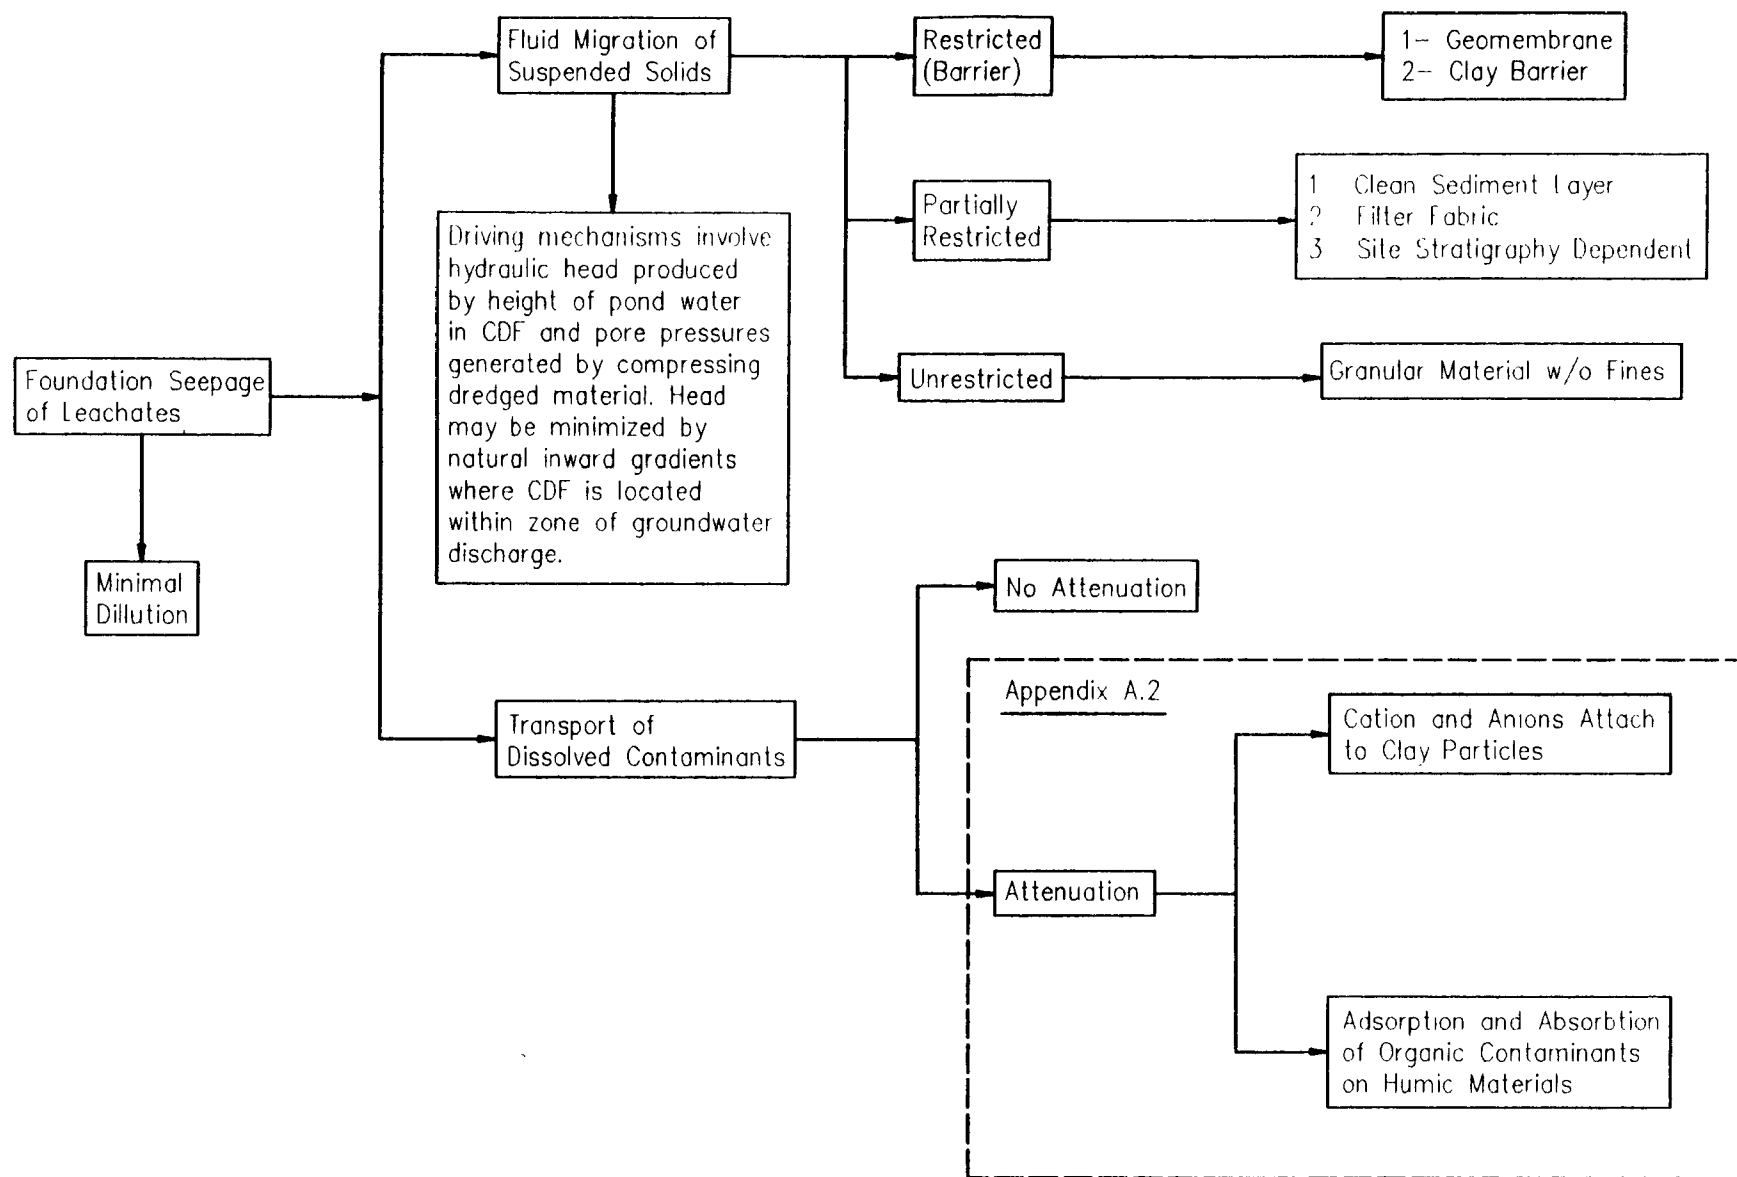 Fluid Migration of
Suspended Solids
Restricted
(Barrier)
1- Geomembrane
2- Clay Barrier
Partially
Restricted
1 Clean Sediment Layer
2 Filter Fabric
3 Site Stratigraphy Dependent
Driving mechanisms involve
hydraulic head produced
by height of pond water
in CDF and pore pressures
generated by compressing
dredged material. Head
may be minimized by
natural inward gradients
where CDF is located
within zone of groundwater
discharge.
Unrestricted
Granular Material w/o Fines
Foundation Seepage
of Leachates
Minimal
Dillution
No Attenuation
Appendix A.2
Transport of
Dissolved Contaminants
Cation and Anions Attach
to Clay Particles
Attenuation
Adsorption and Absorbtion
of Organic Contaminants
on Humic Materials